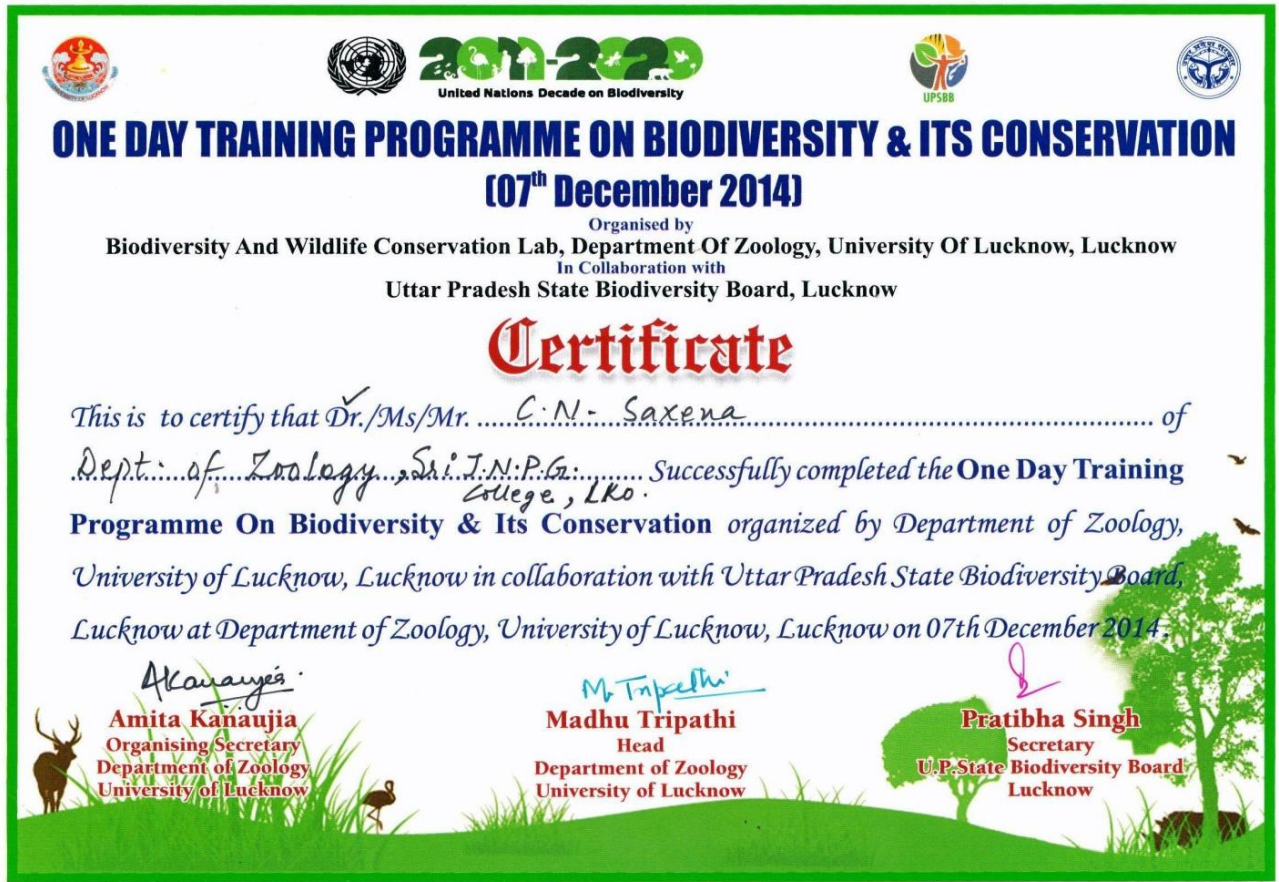 UNIVERSITY OF LUCKNOW
2011-2020
United Nations Decade on Biodiversity
UPSBB
ONE DAY TRAINING PROGRAMME ON BIODIVERSITY & ITS CONSERVATION
(07th December 2014)
Organised by
Biodiversity And Wildlife Conservation Lab, Department Of Zoology, University Of Lucknow, Lucknow
In Collaboration with
Uttar Pradesh State Biodiversity Board, Lucknow
Certificate
This is to certify that Dr./Ms/Mr. C.N. Saxena of
Dept. of Zoology, Sri J.N.P.G. Successfully completed the One Day Training
College, LKo.
Programme On Biodiversity & Its Conservation organized by Department of Zoology,
University of Lucknow, Lucknow in collaboration with Uttar Pradesh State Biodiversity Board,
Lucknow at Department of Zoology, University of Lucknow, Lucknow on 07th December 2014.
AKanaujia M. Tripathi
Amita Kanaujia Madhu Tripathi Pratibha Singh
Organising Secretary Head Secretary
Department of Zoology Department of Zoology U.P.State Biodiversity Board
University of Lucknow University of Lucknow Lucknow